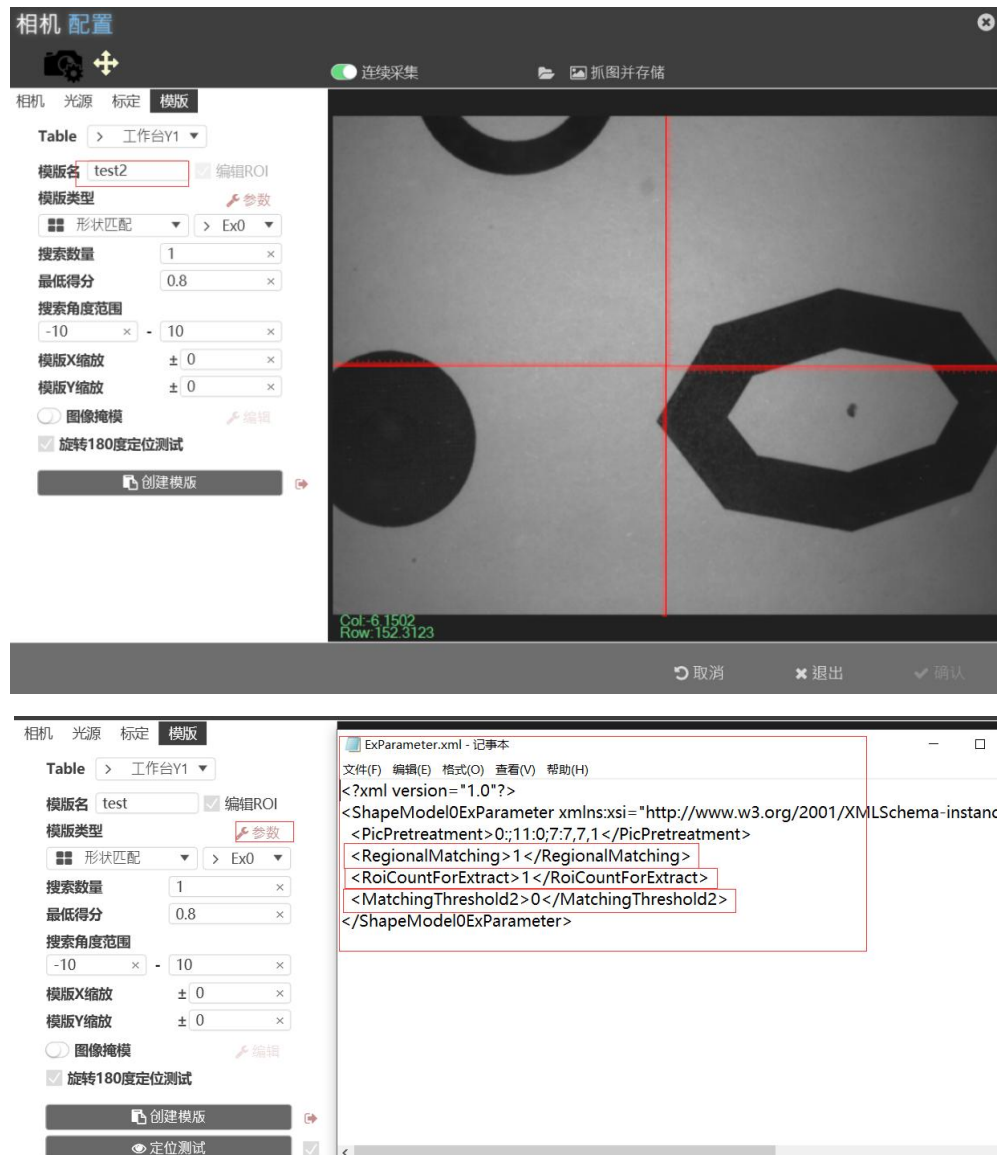 相机 配置
连续采集
抓图并存储
相机 光源 标定 模版
Table > 工作台Y1
模版名 test2 编辑ROI
模版类型 参数
形状匹配 > Ex0
搜索数量 1 ×
最低得分 0.8 ×
搜索角度范围
-10 × - 10 ×
模版X缩放 ± 0 ×
模版Y缩放 ± 0 ×
图像掩模 编辑
旋转180度定位测试
创建模版
Col:-6.1502
Row:152.3123
取消 退出 确认
相机 光源 标定 模版
Table > 工作台Y1
模版名 test 编辑ROI
模版类型 参数
形状匹配 > Ex0
搜索数量 1 ×
最低得分 0.8 ×
搜索角度范围
-10 × - 10 ×
模版X缩放 ± 0 ×
模版Y缩放 ± 0 ×
图像掩模 编辑
旋转180度定位测试
创建模版
定位测试
ExParameter.xml - 记事本
文件(F) 编辑(E) 格式(O) 查看(V) 帮助(H)
<?xml version="1.0"?>
<ShapeModel0ExParameter xmlns:xsi="http://www.w3.org/2001/XMLSchema-instanc
<PicPretreatment>0:;11:0;7:7,7,1</PicPretreatment>
<RegionalMatching>1</RegionalMatching>
<RoiCountForExtract>1</RoiCountForExtract>
<MatchingThreshold2>0</MatchingThreshold2>
</ShapeModel0ExParameter>